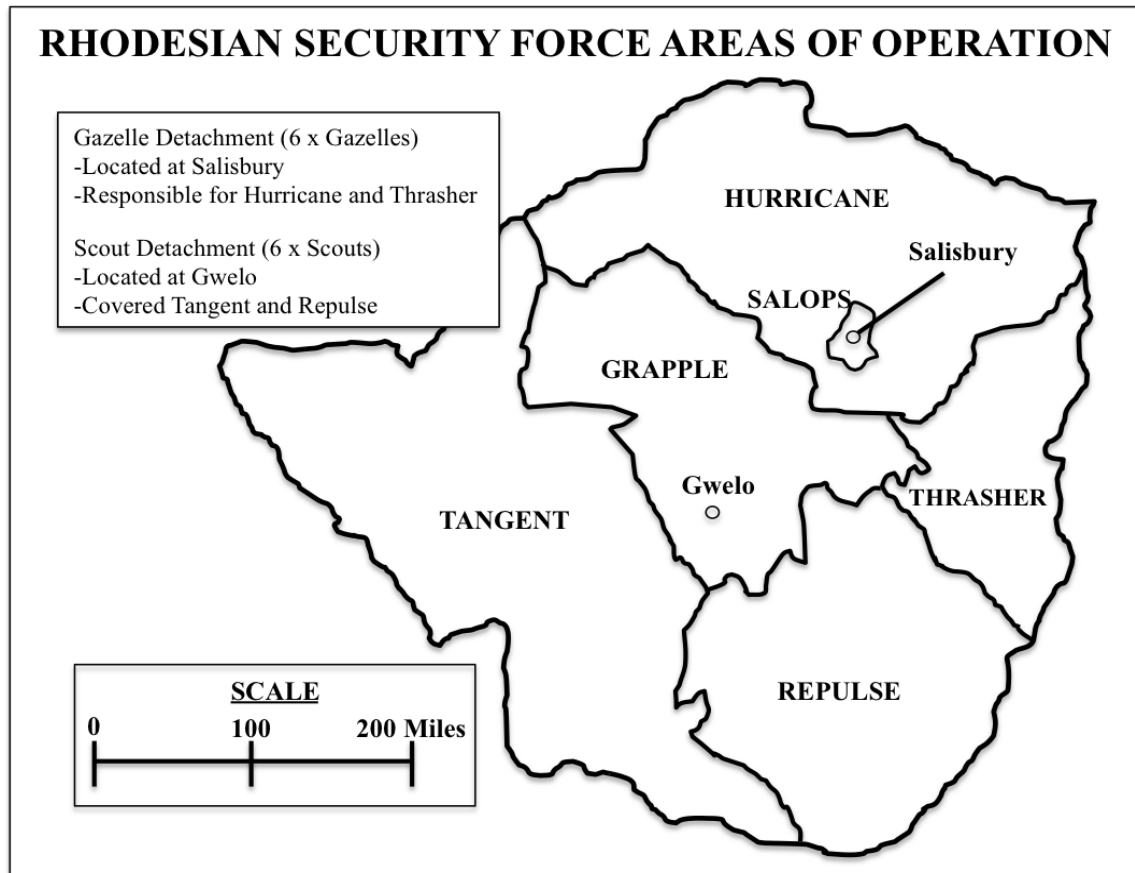 RHODESIAN SECURITY FORCE AREAS OF OPERATION
Gazelle Detachment (6 x Gazelles)
-Located at Salisbury
-Responsible for Hurricane and Thrasher
Scout Detachment (6 x Scouts)
-Located at Gwelo
-Covered Tangent and Repulse
HURRICANE
Salisbury
SALOPS
GRAPPLE
Gwelo
THRASHER
TANGENT
REPULSE
SCALE
0 100 200 Miles